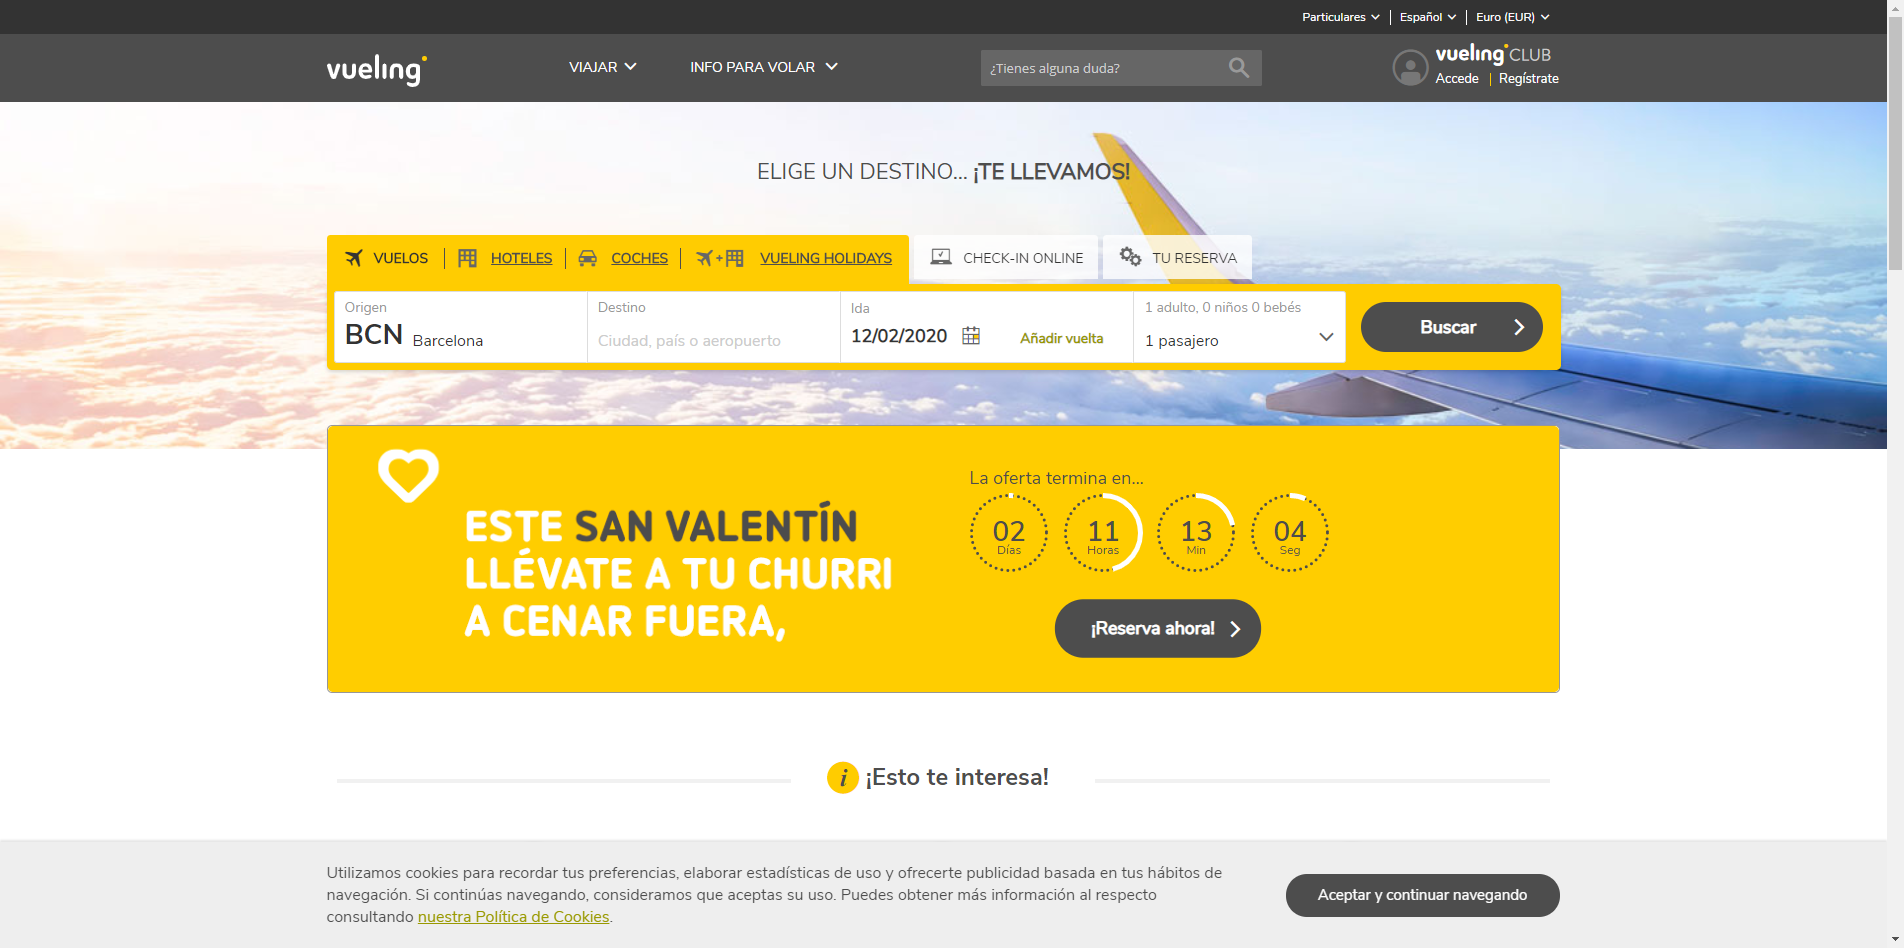 Particulares
Español
Euro (EUR)
vueling
VIAJAR
INFO PARA VOLAR
¿Tienes alguna duda?
vueling CLUB
Accede
Regístrate
ELIGE UN DESTINO... ¡TE LLEVAMOS!
VUELOS
HOTELES
COCHES
VUELING HOLIDAYS
CHECK-IN ONLINE
TU RESERVA
Origen
BCN Barcelona
Destino
Ciudad, país o aeropuerto
Ida
12/02/2020
Añadir vuelta
1 adulto, 0 niños 0 bebés
1 pasajero
Buscar
ESTE SAN VALENTÍN
LLÉVATE A TU CHURRI
A CENAR FUERA,
La oferta termina en...
02 Días
11 Horas
13 Min
04 Seg
¡Reserva ahora!
i ¡Esto te interesa!
Utilizamos cookies para recordar tus preferencias, elaborar estadísticas de uso y ofrecerte publicidad basada en tus hábitos de
navegación. Si continúas navegando, consideramos que aceptas su uso. Puedes obtener más información al respecto
consultando nuestra Política de Cookies.
Aceptar y continuar navegando